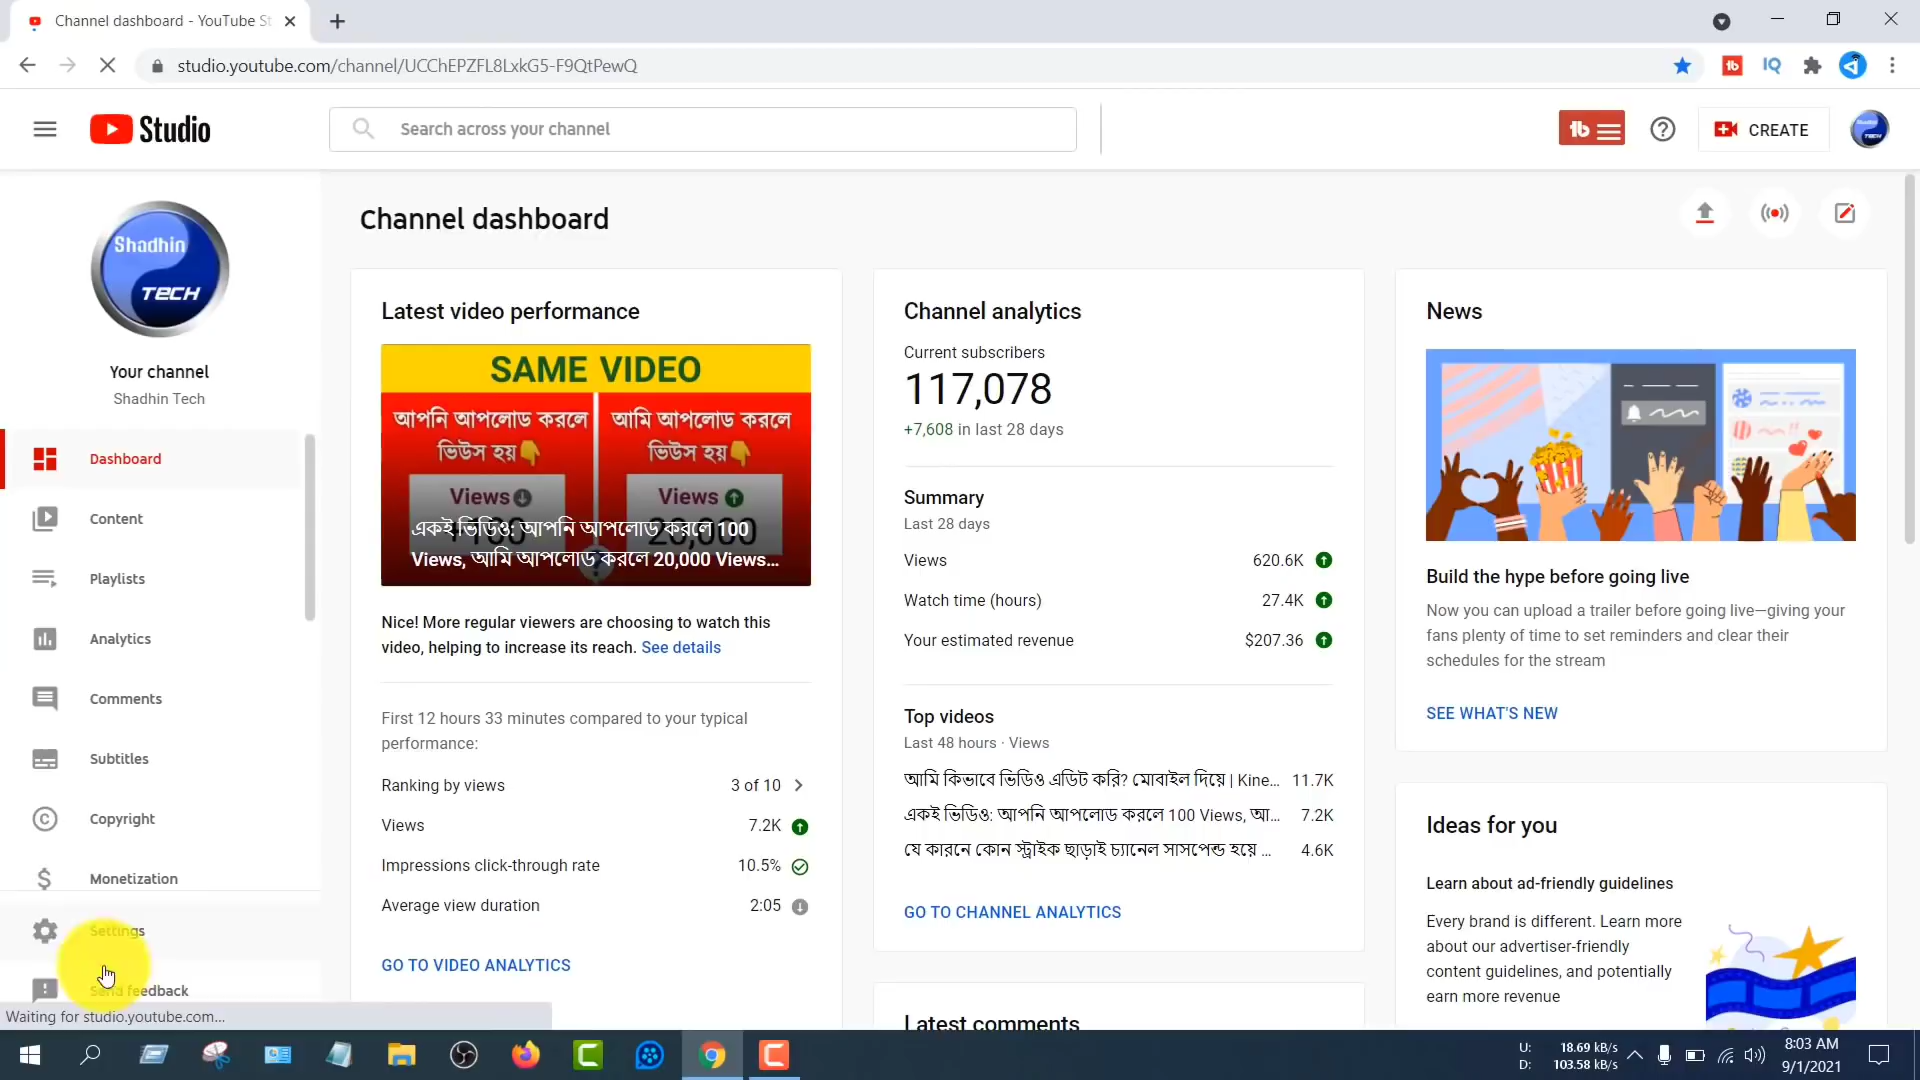 Channel dashboard - YouTube St
studio.youtube.com/channel/UCChEPZFL8LxkG5-F9QtPewQ
Studio
Search across your channel
CREATE
Shadhin
TECH
Your channel
Shadhin Tech
Dashboard
Content
Playlists
Analytics
Comments
Subtitles
Copyright
Monetization
Settings
Send feedback
Waiting for studio.youtube.com...
Channel dashboard
Latest video performance
SAME VIDEO
আপনি আপলোড করলে
ভিউস হয়👇
আমি আপলোড করলে
ভিউস হয়👇
Views
Views
একই ভিডিও: আপনি আপলোড করলে 100
Views, আমি আপলোড করলে 20,000 Views...
Nice! More regular viewers are choosing to watch this
video, helping to increase its reach. See details
First 12 hours 33 minutes compared to your typical
performance:
Ranking by views 3 of 10
Views 7.2K
Impressions click-through rate 10.5%
Average view duration 2:05
GO TO VIDEO ANALYTICS
Channel analytics
Current subscribers
117,078
+7,608 in last 28 days
Summary
Last 28 days
Views 620.6K
Watch time (hours) 27.4K
Your estimated revenue $207.36
Top videos
Last 48 hours · Views
আমি কিভাবে ভিডিও এডিট করি? মোবাইল দিয়ে | Kine... 11.7K
একই ভিডিও: আপনি আপলোড করলে 100 Views, আ... 7.2K
যে কারনে কোন স্ট্রাইক ছাড়াই চ্যানেল সাসপেন্ড হয়ে ... 4.6K
GO TO CHANNEL ANALYTICS
Latest comments
News
Build the hype before going live
Now you can upload a trailer before going live—giving your
fans plenty of time to set reminders and clear their
schedules for the stream
SEE WHAT'S NEW
Ideas for you
Learn about ad-friendly guidelines
Every brand is different. Learn more
about our advertiser-friendly
content guidelines, and potentially
earn more revenue
U: 18.69 kB/s
D: 103.58 kB/s
8:03 AM
9/1/2021